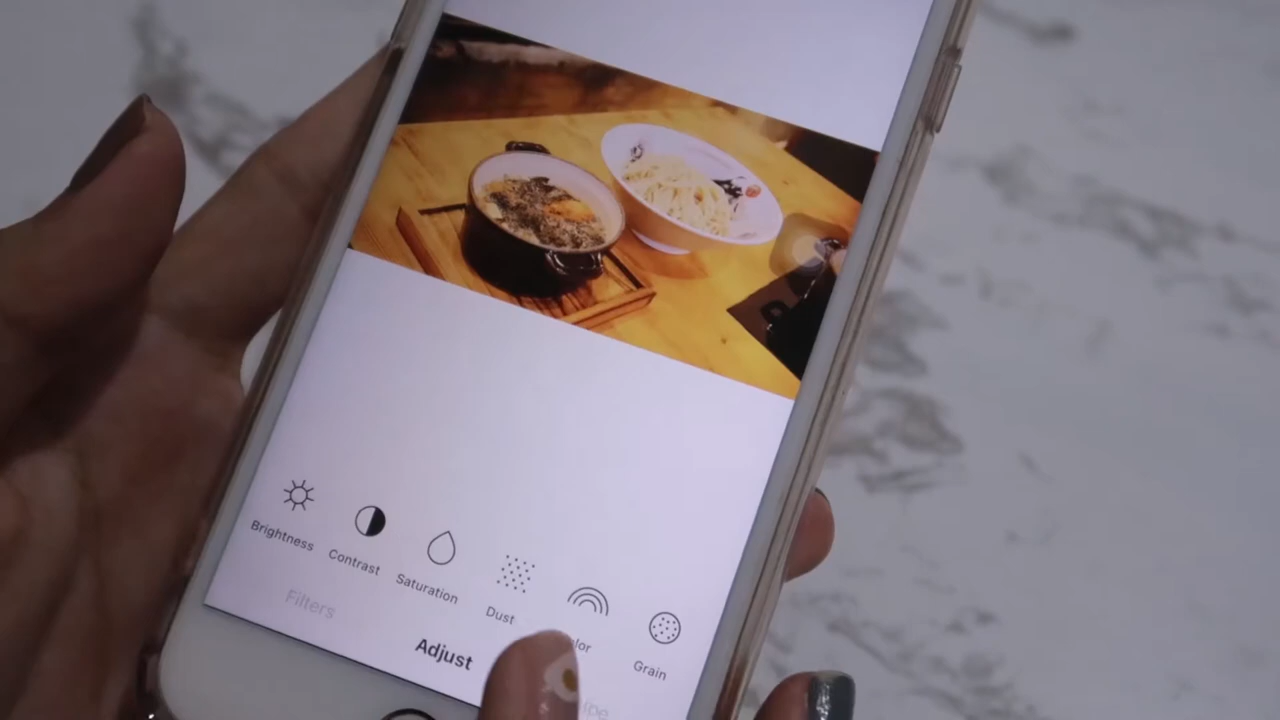 Brightness
Contrast
Saturation
Dust
Grain
Filters
Adjust